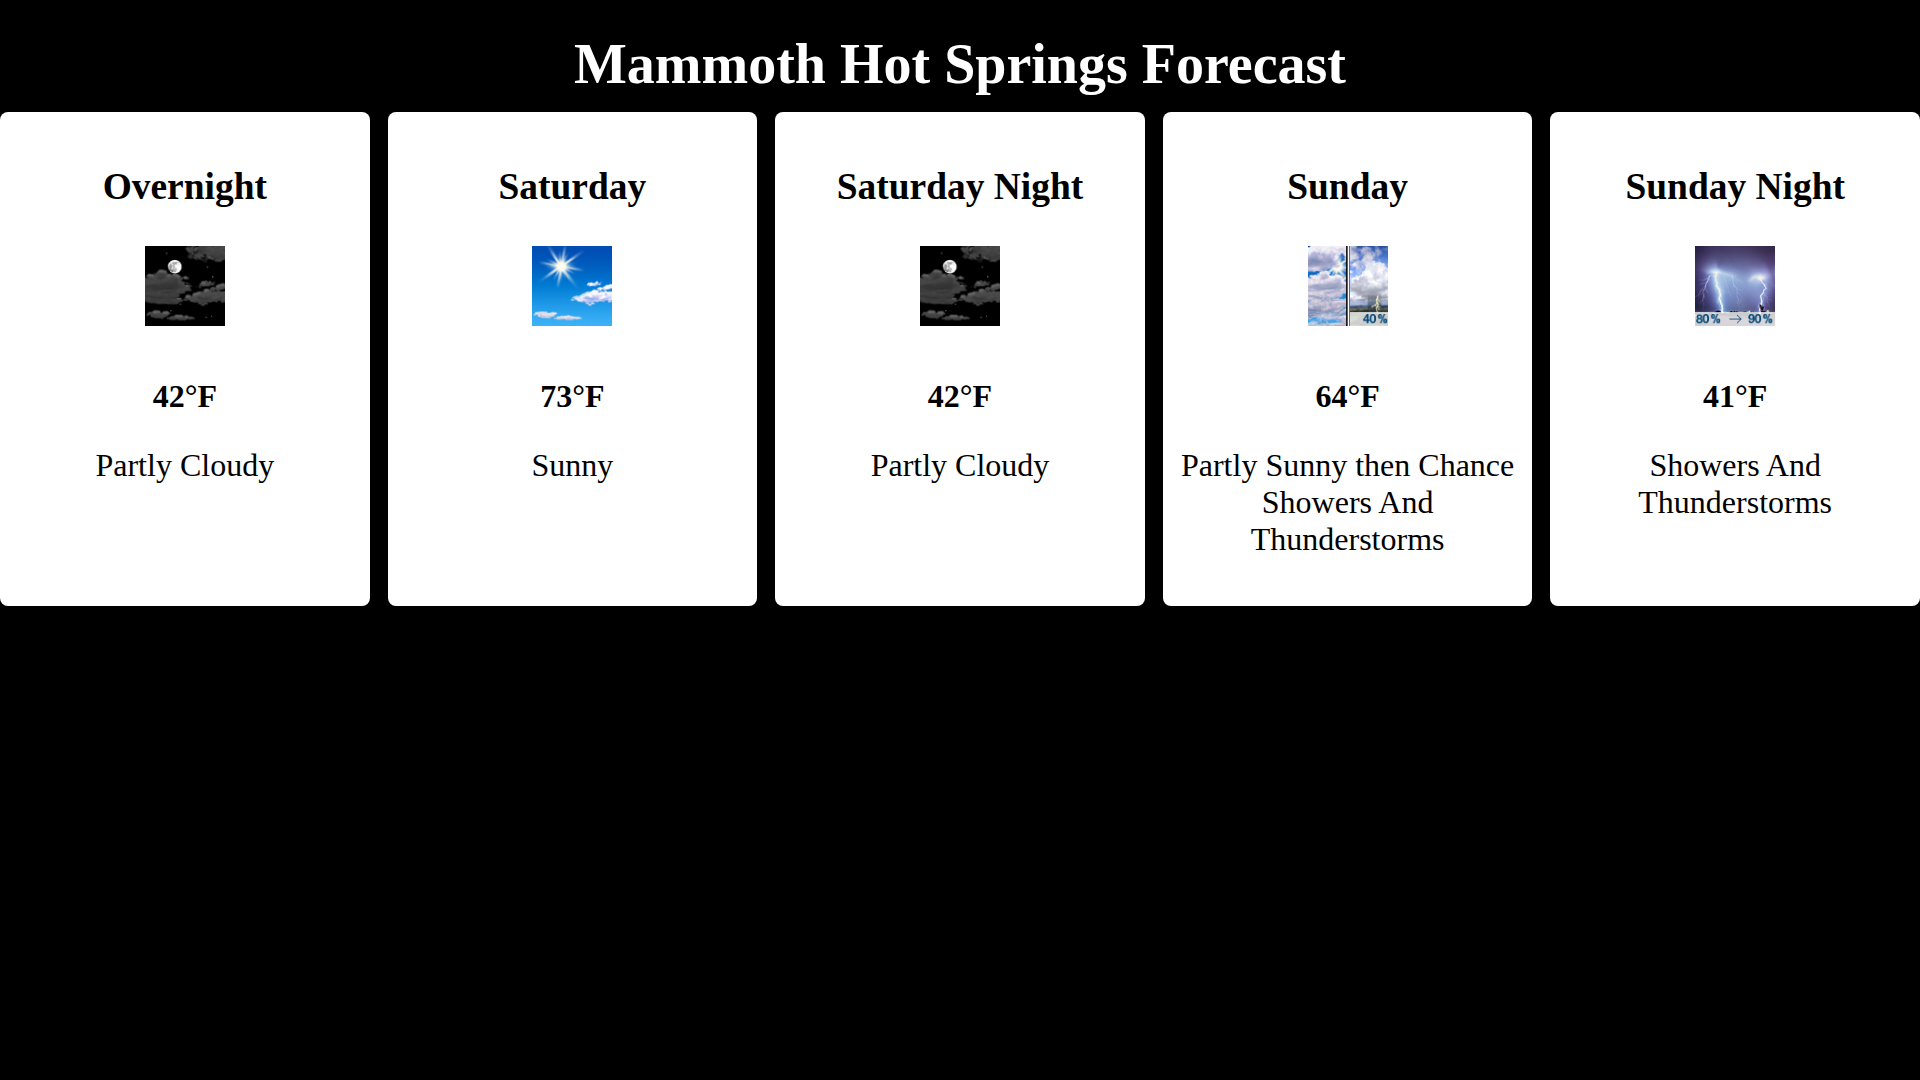 Mammoth Hot Springs Forecast
Overnight
42°F
Partly Cloudy
Saturday
73°F
Sunny
Saturday Night
42°F
Partly Cloudy
Sunday
40%
64°F
Partly Sunny then Chance
Showers And
Thunderstorms
Sunday Night
80% → 90%
41°F
Showers And
Thunderstorms